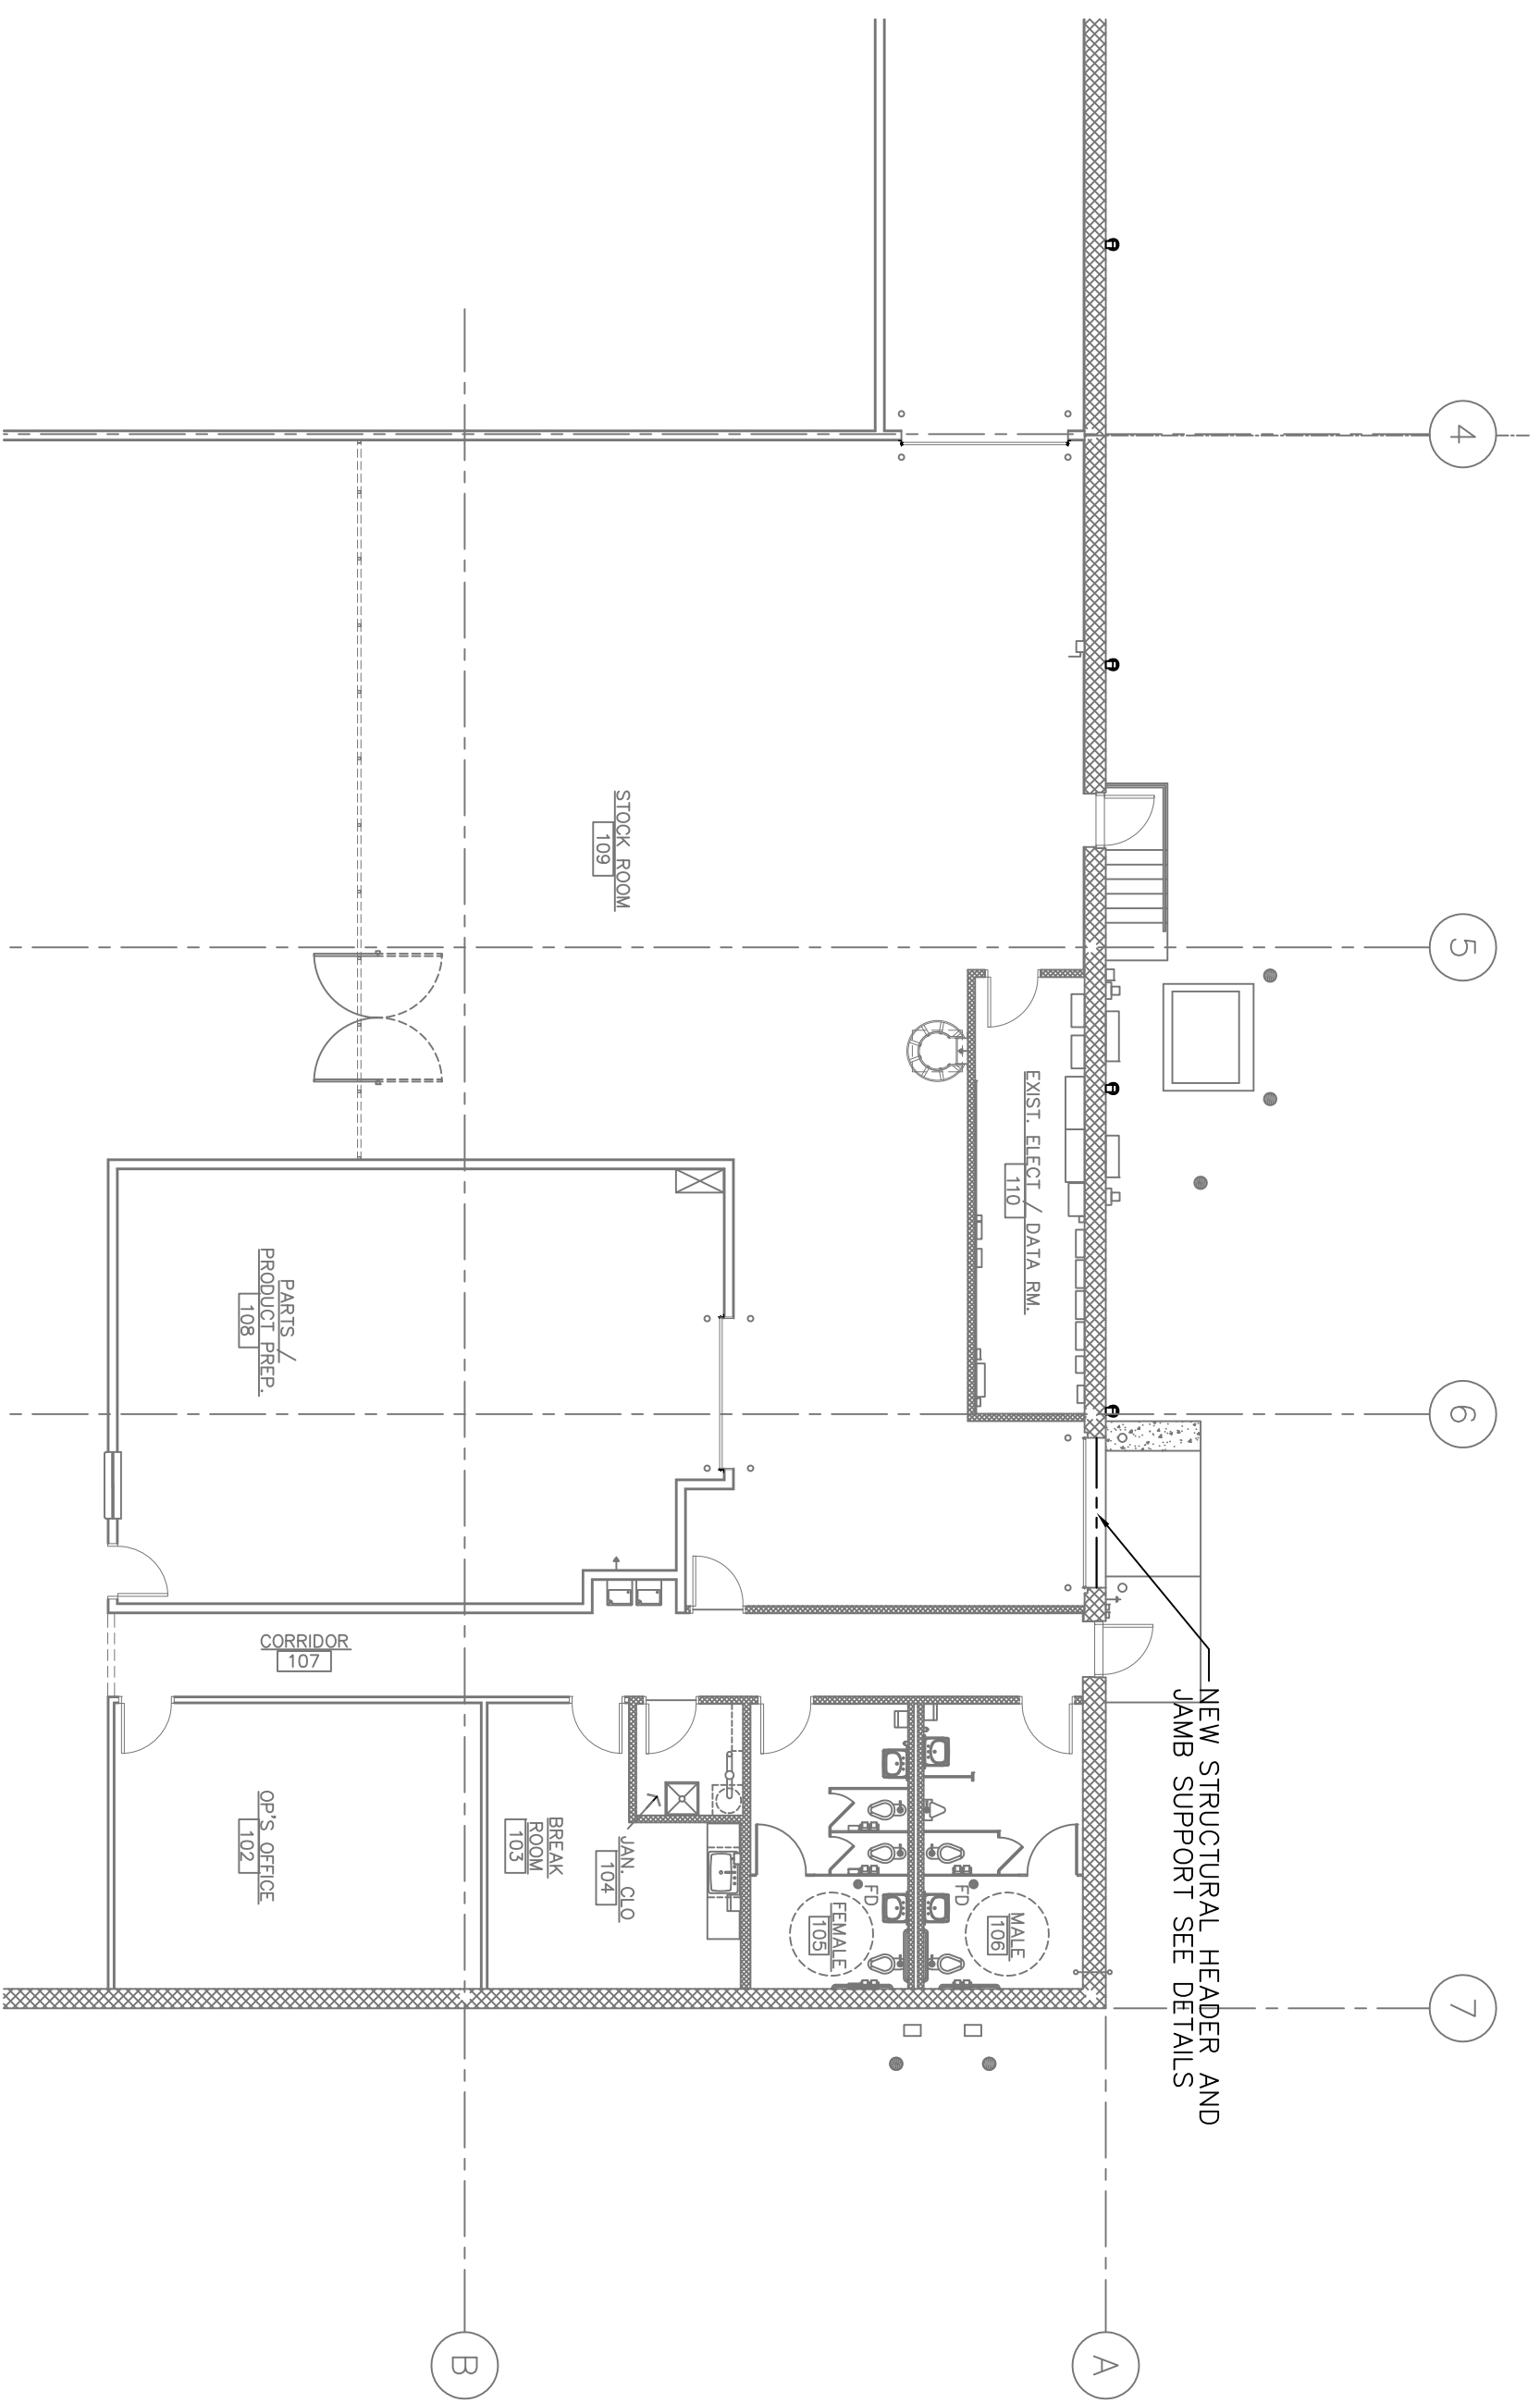 4
5
6
7
A
B
NEW STRUCTURAL HEADER AND
JAMB SUPPORT SEE DETAILS
STOCK ROOM
109
EXIST. ELECT / DATA RM.
110
PARTS /
PRODUCT PREP.
108
CORRIDOR
107
MALE
106
FD
FD
FEMALE
105
JAN. CLO
104
BREAK
ROOM
103
OP'S OFFICE
102